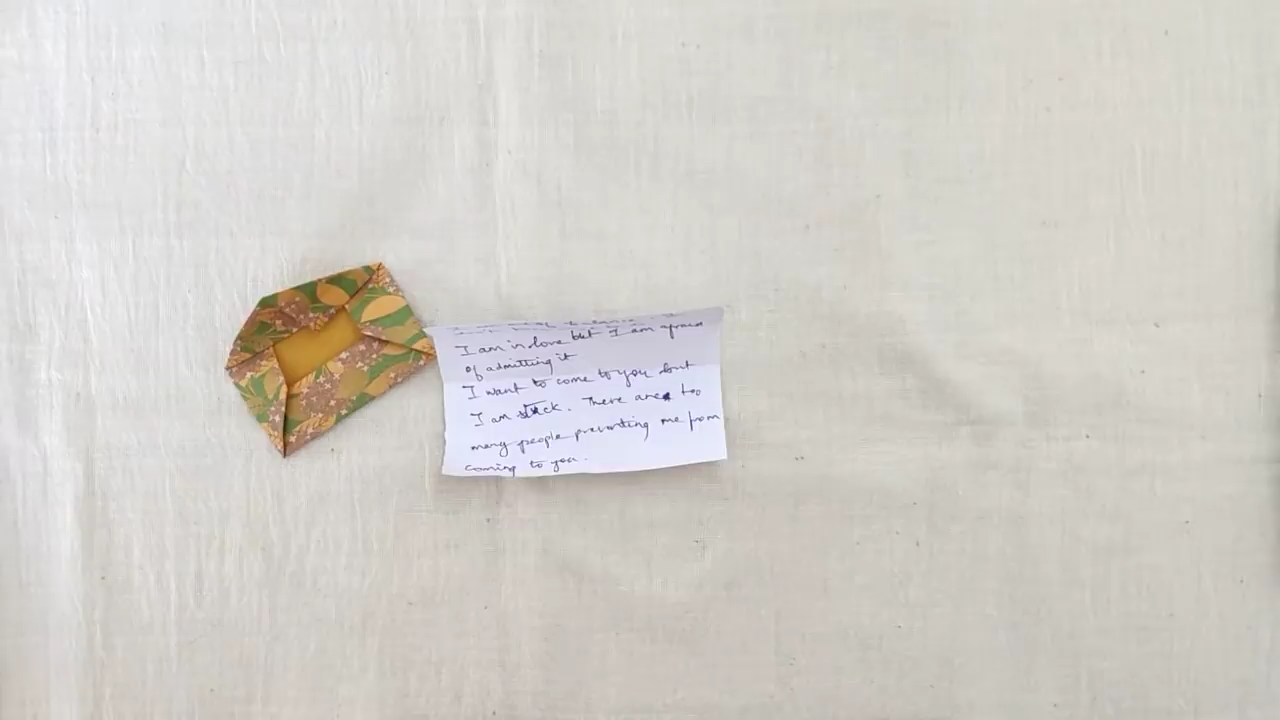 I am in love but I am afraid
of admitting it
I want to come to you but
I am stuck. There are too
many people preventing me from
coming to you.